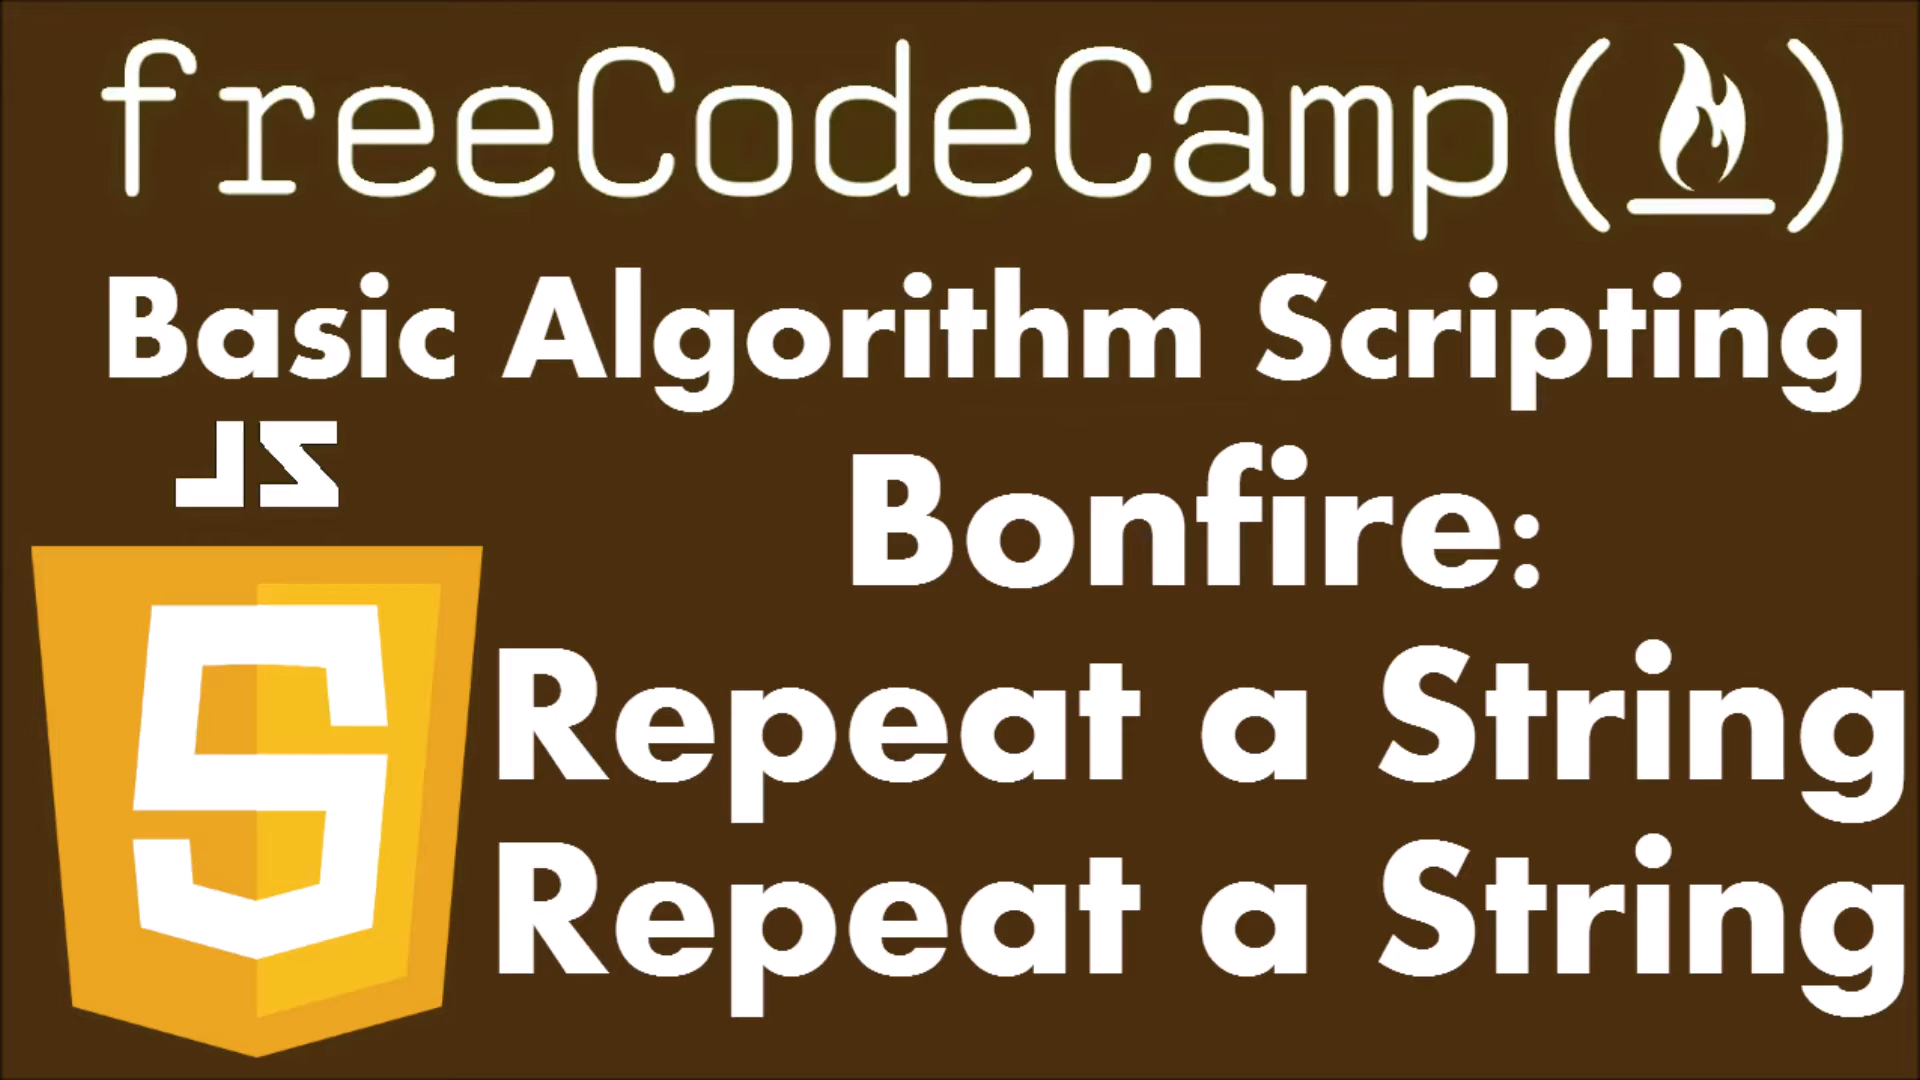 freeCodeCamp(🔥)
Basic Algorithm Scripting
JS
Bonfire:
Repeat a String
Repeat a String